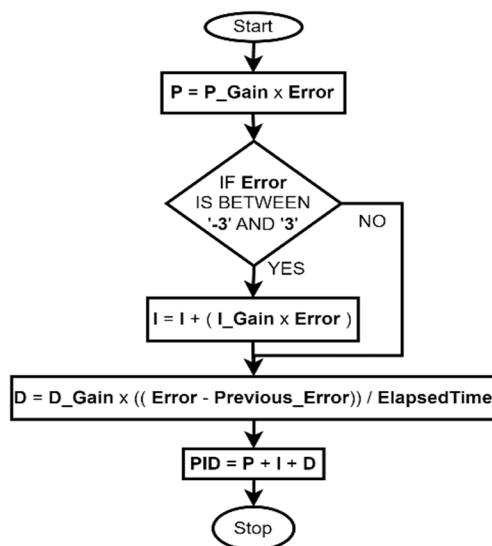 Start
P = P_Gain x Error
IF Error
IS BETWEEN
'-3' AND '3'
NO
YES
I = I + ( I_Gain x Error )
D = D_Gain x (( Error - Previous_Error)) / ElapsedTime
PID = P + I + D
Stop